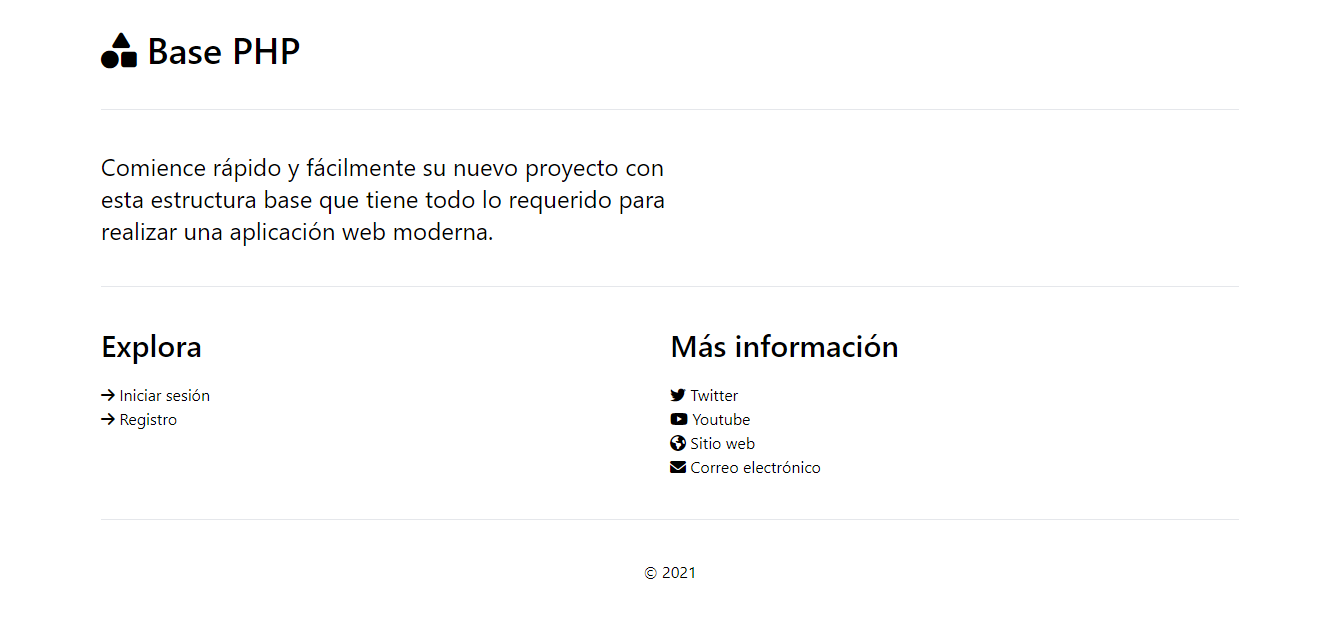 Base PHP
Comience rápido y fácilmente su nuevo proyecto con
esta estructura base que tiene todo lo requerido para
realizar una aplicación web moderna.
Explora
Iniciar sesión
Registro
Más información
Twitter
Youtube
Sitio web
Correo electrónico
© 2021